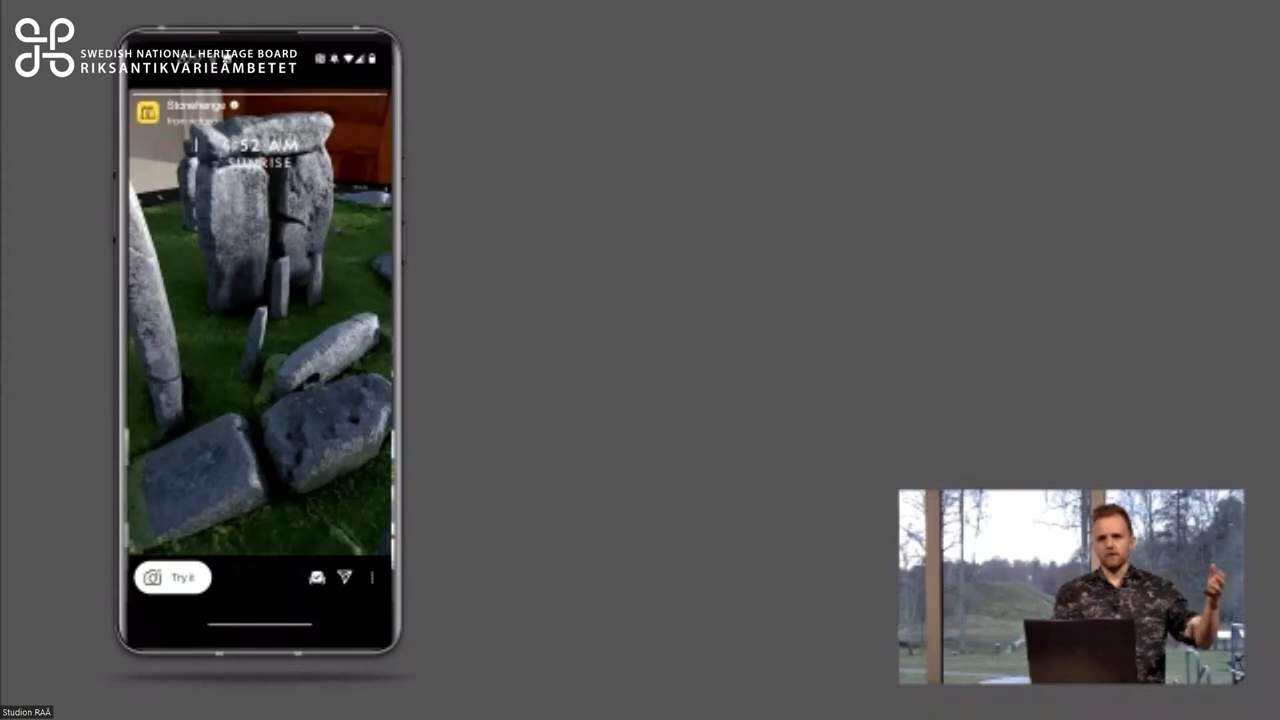 SWEDISH NATIONAL HERITAGE BOARD
RIKSANTIKVARIEÄMBETET
Stonehenge
4:52 AM
SUNRISE
Try it
Studion RAÄ